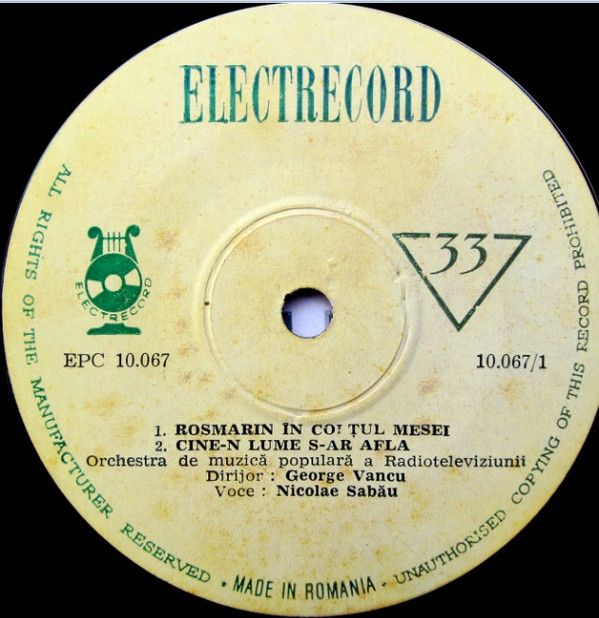 ELECTRECORD
ELECTRECORD
33
EPC 10.067
10.067/1
1. ROSMARIN ÎN COLȚUL MESEI
2. CINE-N LUME S-AR AFLA
Orchestra de muzică populară a Radioteleviziunii
Dirijor : George Vancu
Voce : Nicolae Sabău
ALL RIGHTS OF THE MANUFACTURER RESERVED • MADE IN ROMANIA - UNAUTHORISED COPYING OF THIS RECORD PROHIBITED